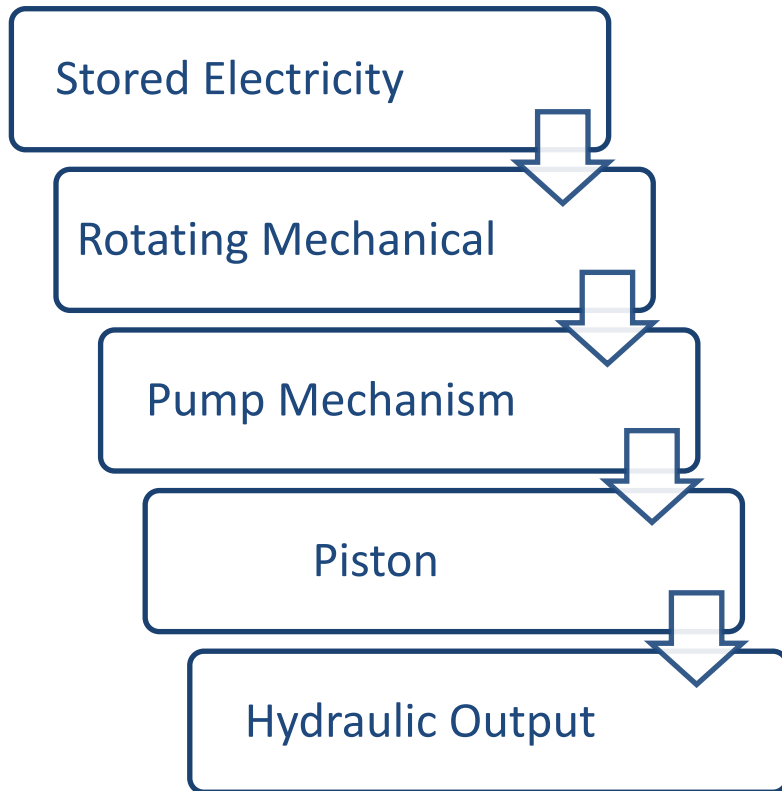 Stored Electricity
Rotating Mechanical
Pump Mechanism
Piston
Hydraulic Output